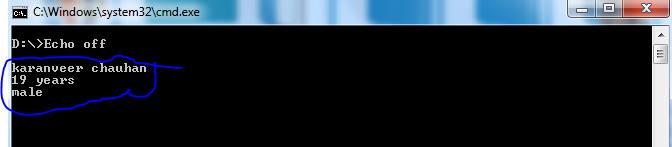 C:\Windows\system32\cmd.exe
D:\>Echo off
karanveer chauhan
19 years
male